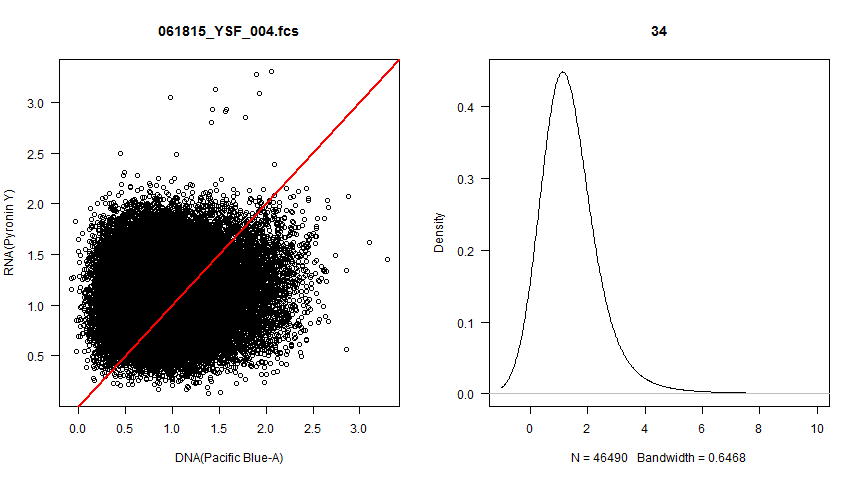 061815_YSF_004.fcs
RNA(Pyronin Y)
3.0
2.5
2.0
1.5
1.0
0.5
0.0 0.5 1.0 1.5 2.0 2.5 3.0
DNA(Pacific Blue-A)
34
Density
0.4
0.3
0.2
0.1
0.0
0 2 4 6 8 10
N = 46490 Bandwidth = 0.6468